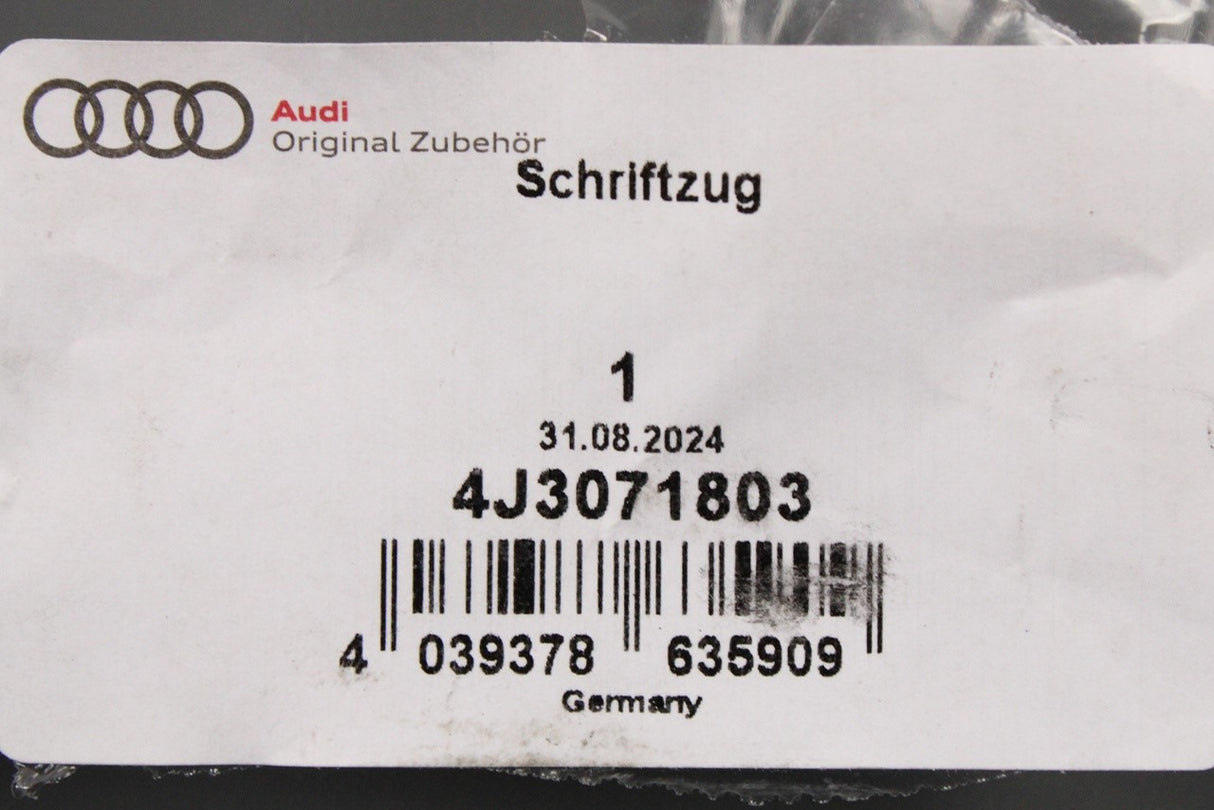 Audi
Original Zubehör
Schriftzug
1
31.08.2024
4J3071803
4 039378 635909
Germany